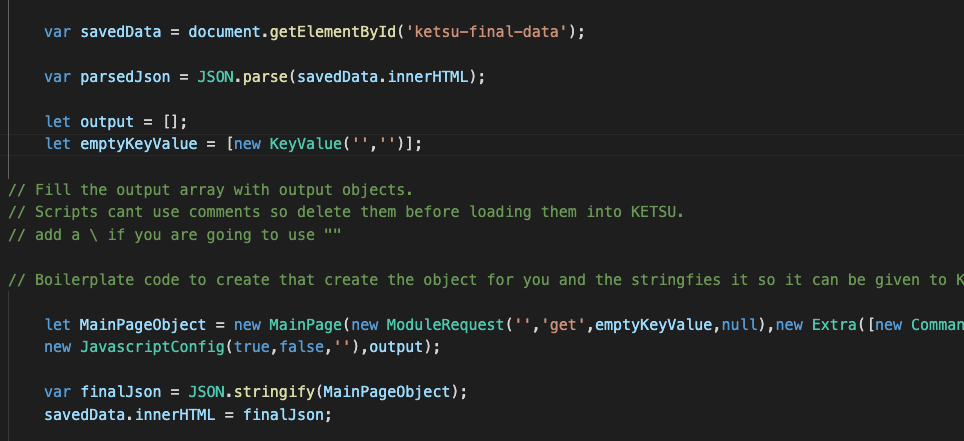 var savedData = document.getElementById('ketsu-final-data');
var parsedJson = JSON.parse(savedData.innerHTML);
let output = [];
let emptyKeyValue = [new KeyValue('','')];
// Fill the output array with output objects.
// Scripts cant use comments so delete them before loading them into KETSU.
// add a \ if you are going to use ""
// Boilerplate code to create that create the object for you and the stringfies it so it can be given to K
let MainPageObject = new MainPage(new ModuleRequest('','get',emptyKeyValue,null),new Extra([new Comman
new JavascriptConfig(true,false,''),output);
var finalJson = JSON.stringify(MainPageObject);
savedData.innerHTML = finalJson;